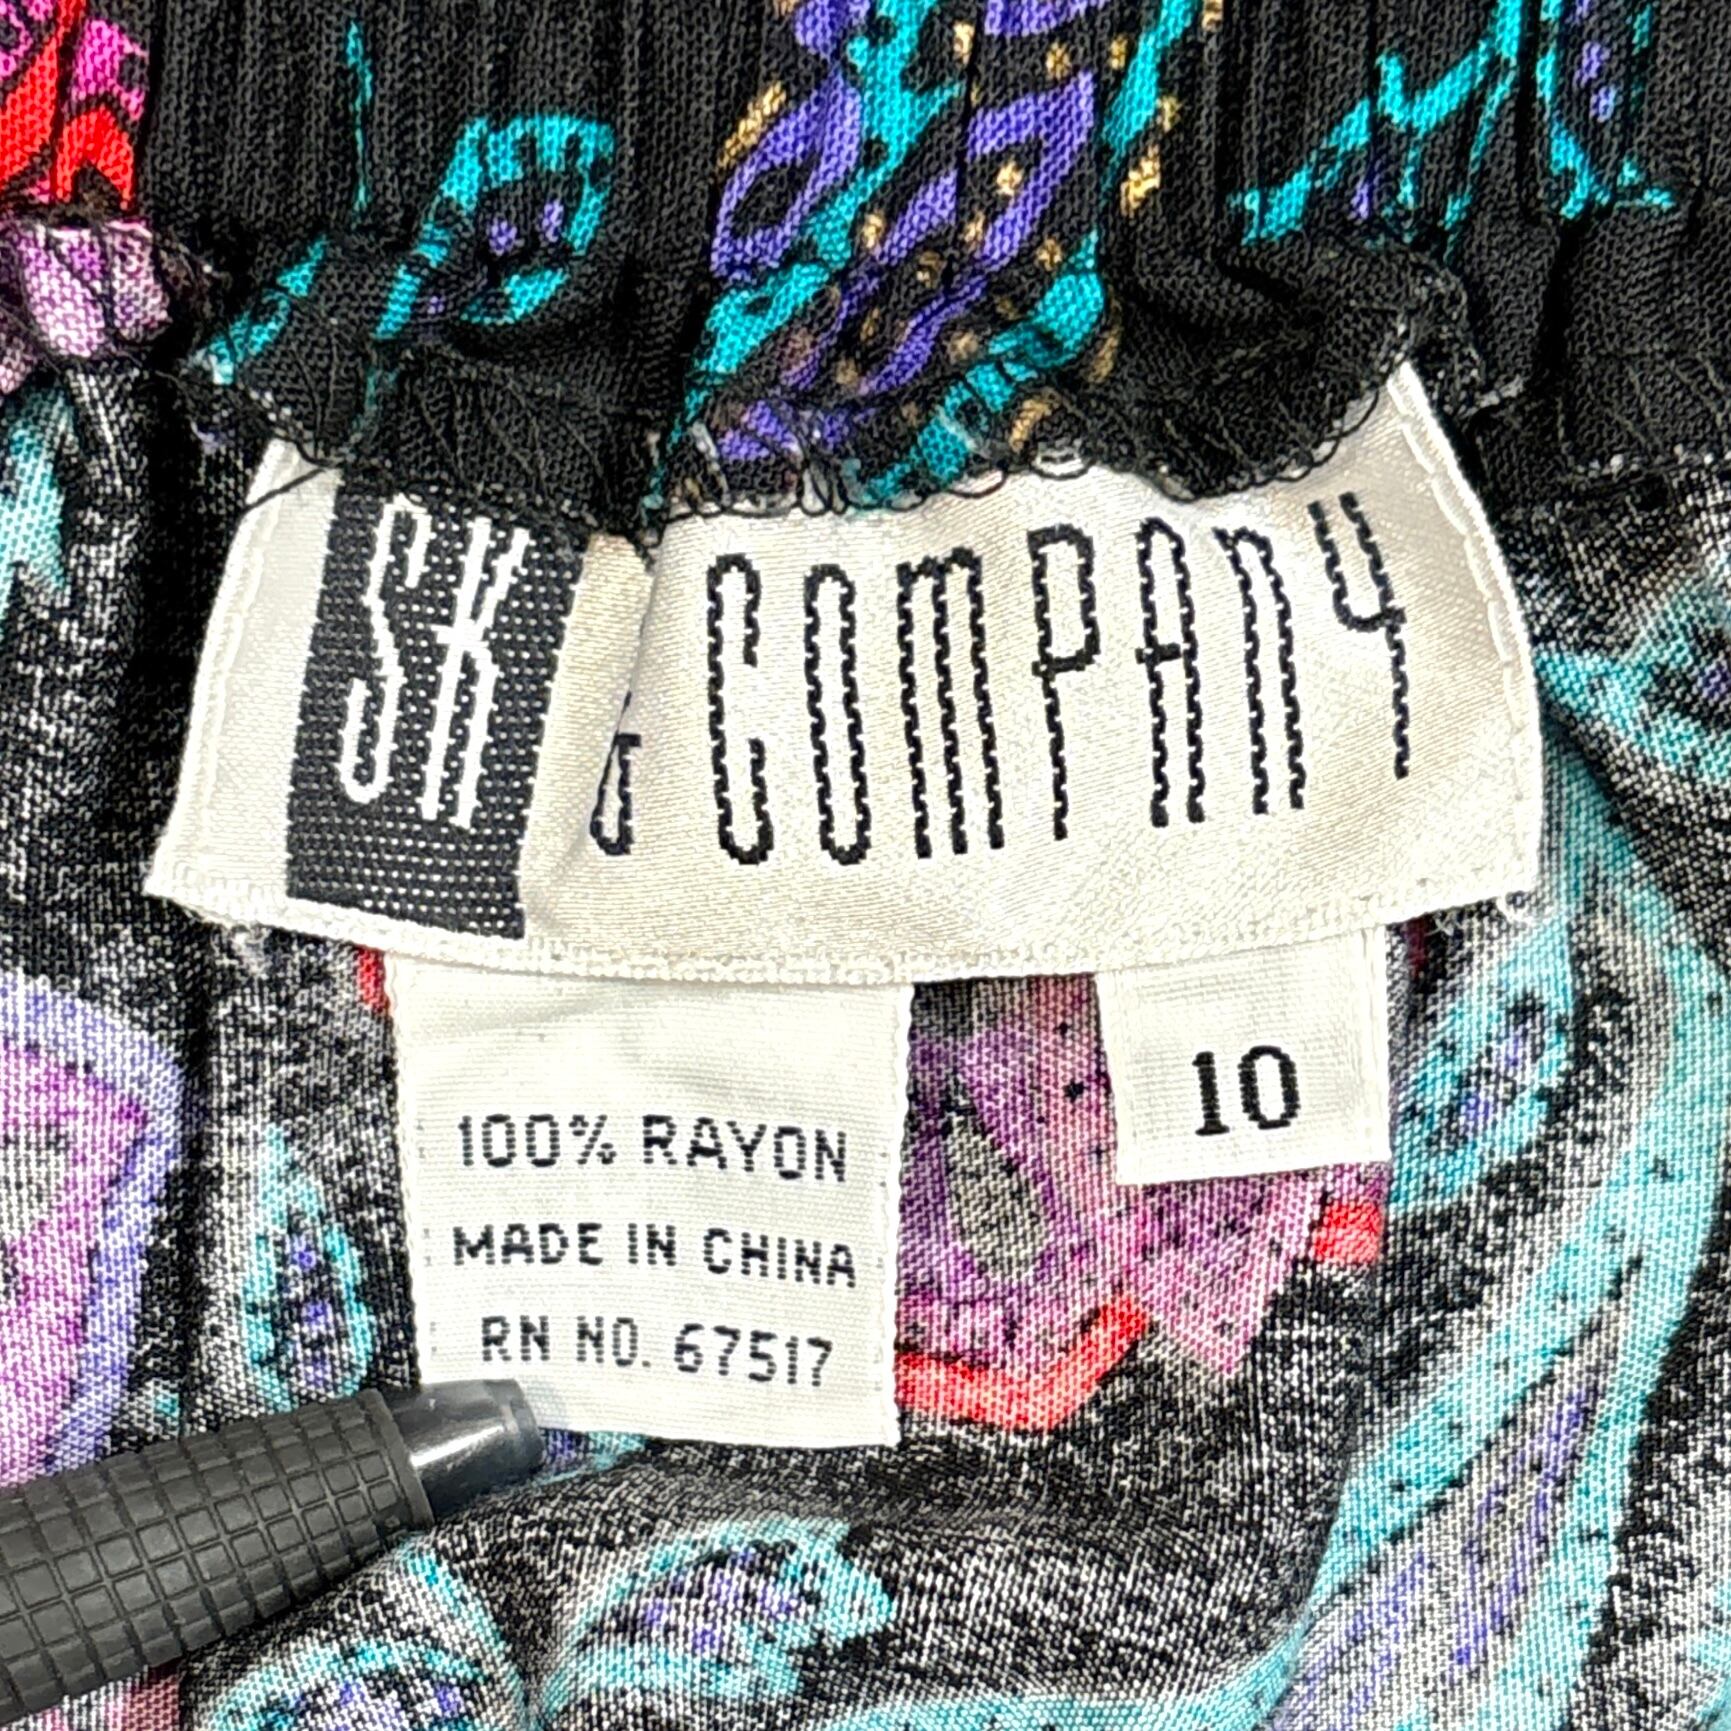 SK & COMPANY
10
100% RAYON
MADE IN CHINA
RN NO. 67517